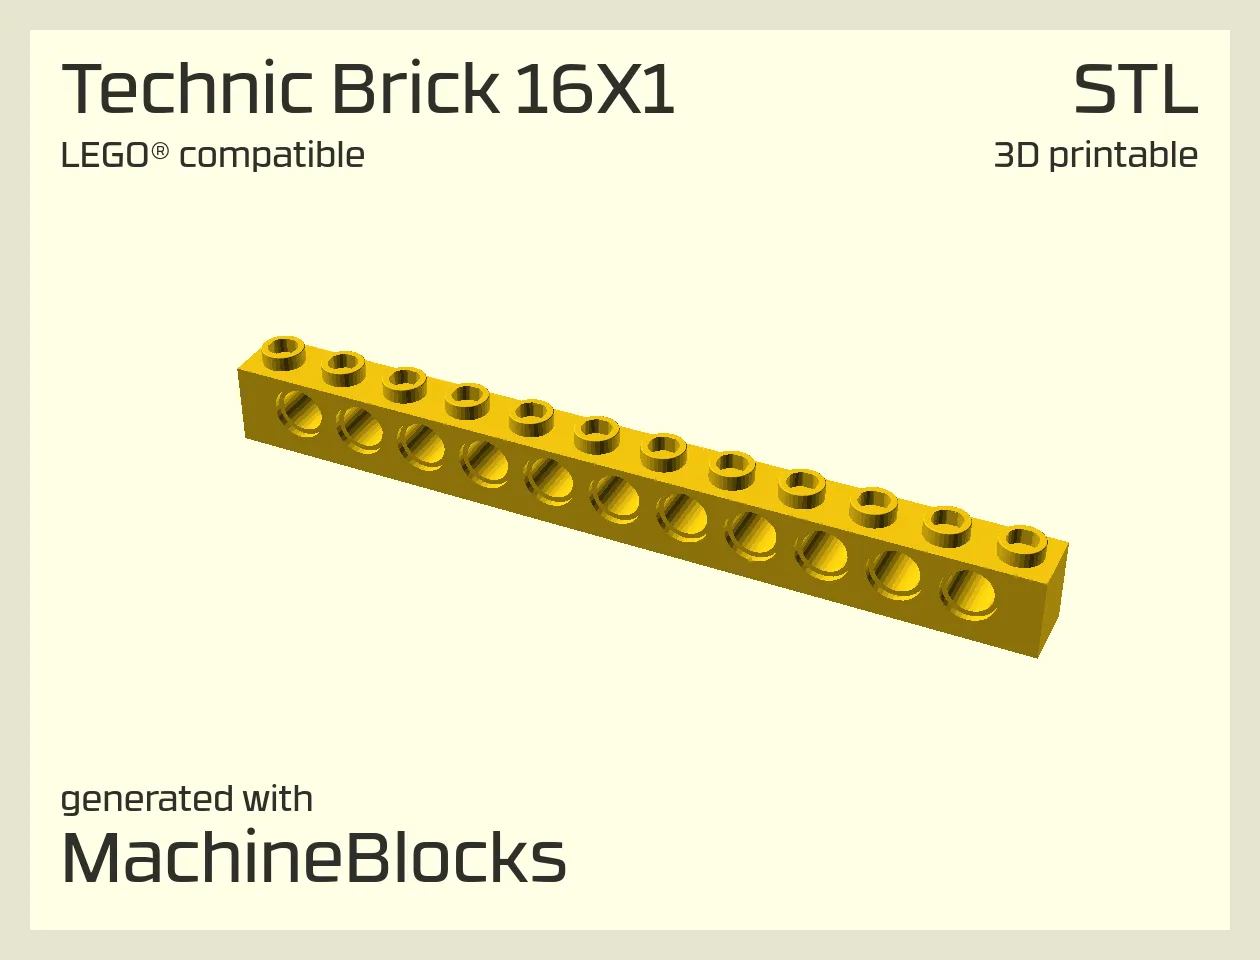 Technic Brick 16X1
STL
LEGO® compatible
3D printable
generated with
MachineBlocks